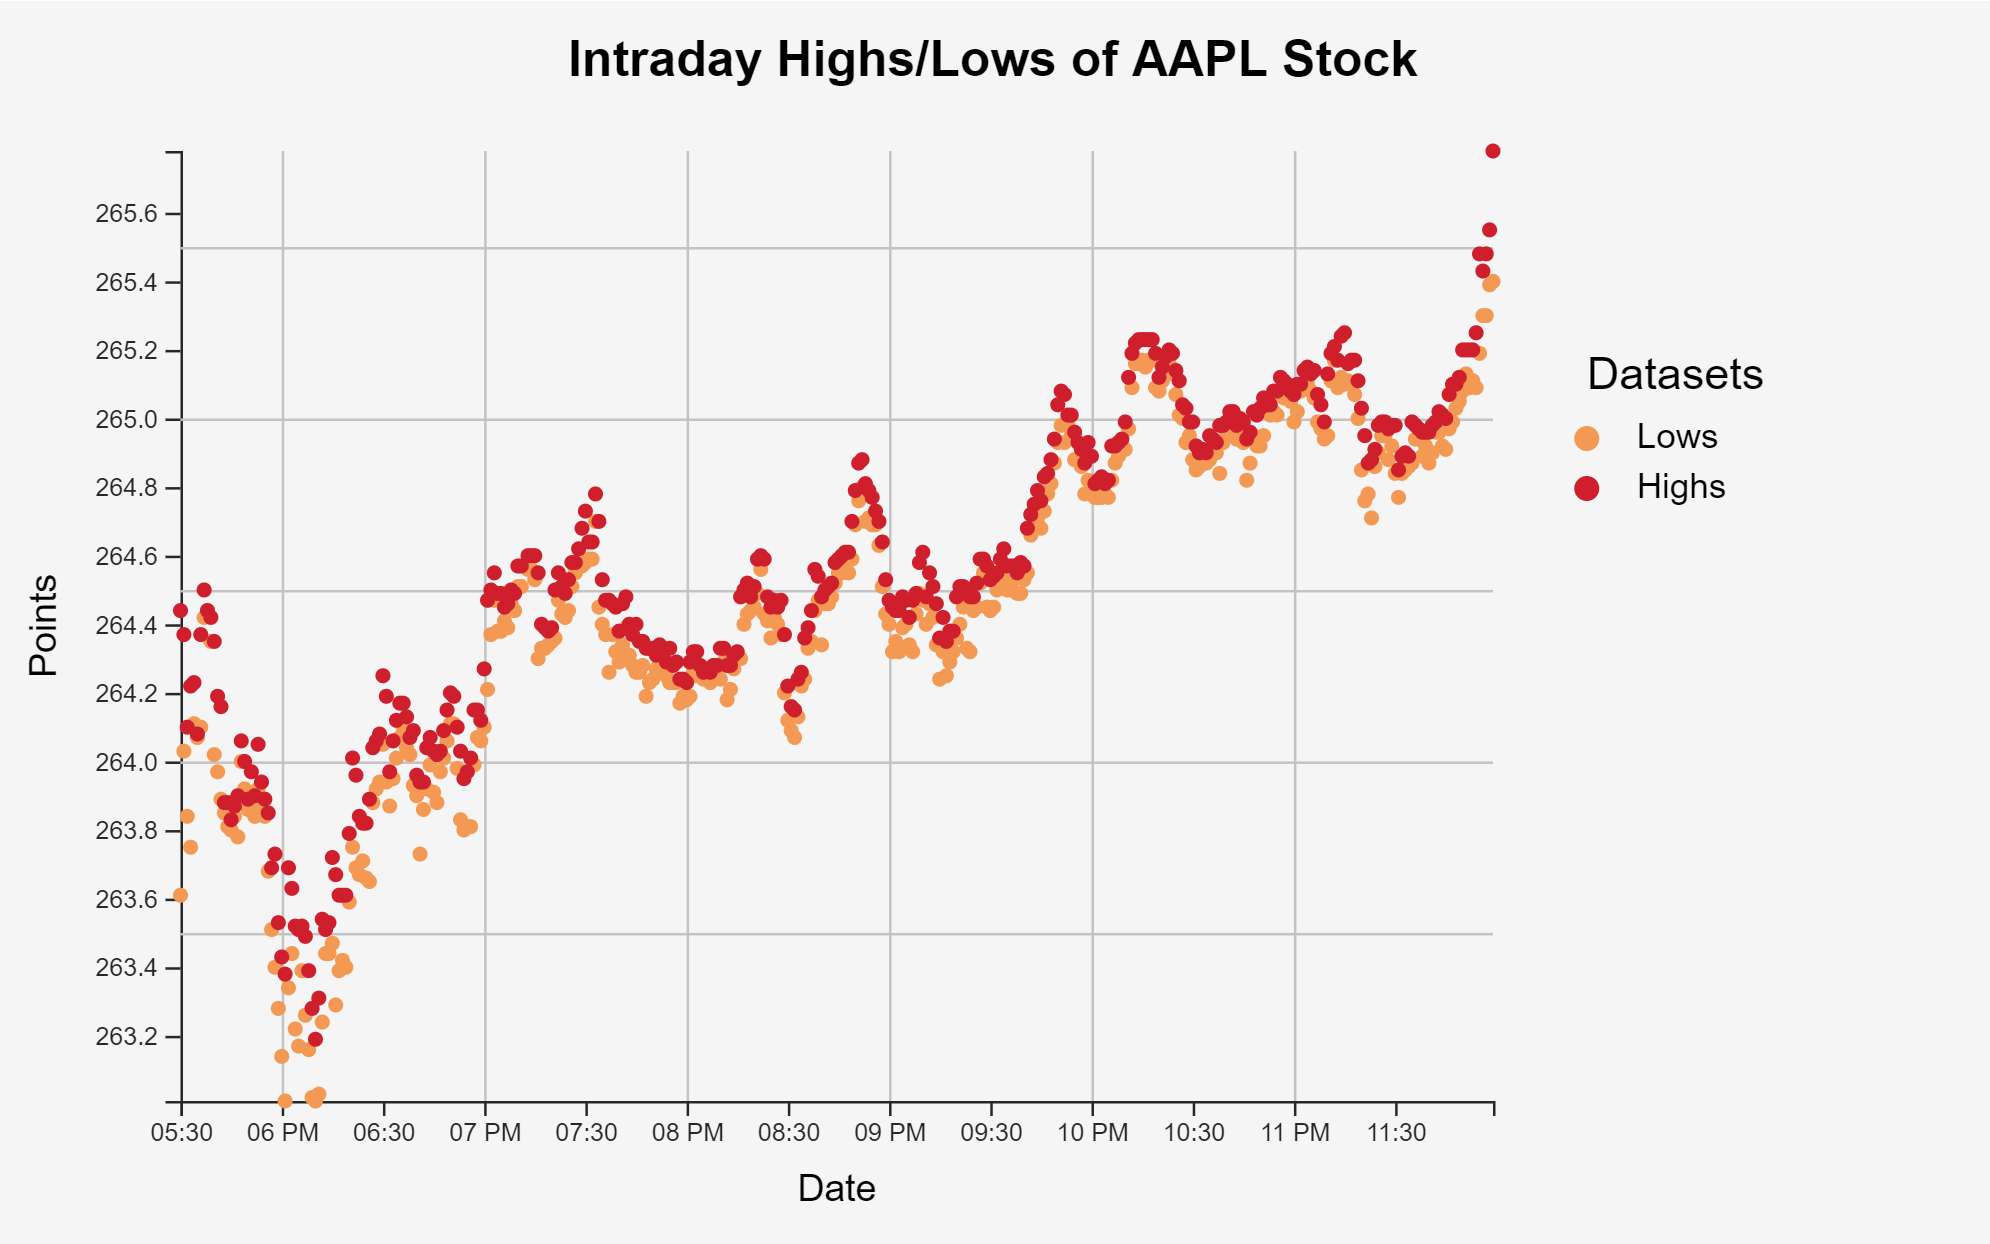 Intraday Highs/Lows of AAPL Stock
265.6
265.4
265.2
265.0
264.8
264.6
264.4
264.2
264.0
263.8
263.6
263.4
263.2
Points
05:30 06 PM 06:30 07 PM 07:30 08 PM 08:30 09 PM 09:30 10 PM 10:30 11 PM 11:30
Date
Datasets
Lows
Highs